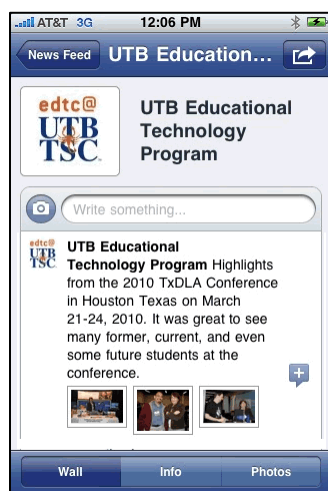 AT&T 3G 12:06 PM
News Feed UTB Education...
edtc@
UTB
TSC
UTB Educational
Technology
Program
Write something...
edtc@
UTB
TSC
UTB Educational
Technology Program Highlights
from the 2010 TxDLA Conference
in Houston Texas on March
21-24, 2010. It was great to see
many former, current, and even
some future students at the
conference.
Wall Info Photos